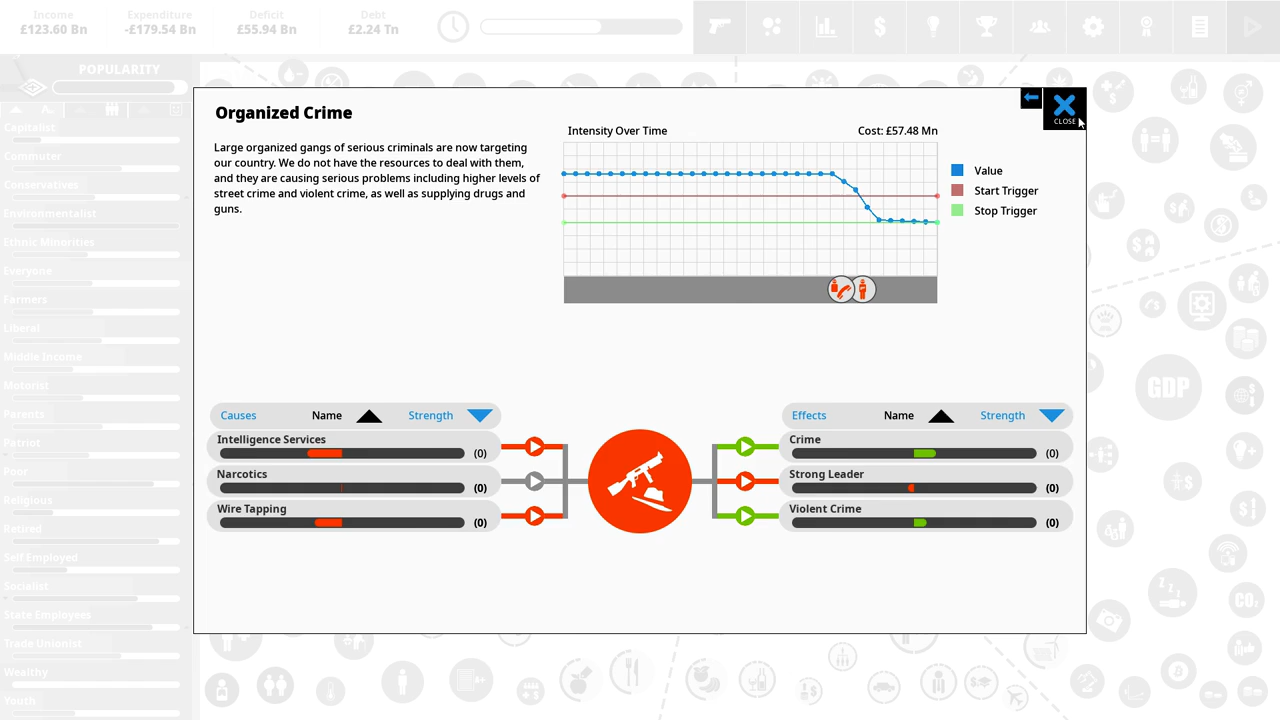 Income
Expenditure
Deficit
Debt
£123.60 Bn
-£179.54 Bn
£55.94 Bn
£2.24 Tn
POPULARITY
Capitalist
Commuter
Conservatives
Environmentalist
Ethnic Minorities
Everyone
Farmers
Liberal
Middle Income
Motorist
Parents
Patriot
Poor
Religious
Retired
Self Employed
Socialist
State Employees
Trade Unionist
Wealthy
Youth
Organized Crime
Large organized gangs of serious criminals are now targeting
our country. We do not have the resources to deal with them,
and they are causing serious problems including higher levels of
street crime and violent crime, as well as supplying drugs and
guns.
Intensity Over Time
Cost: £57.48 Mn
CLOSE
Value
Start Trigger
Stop Trigger
Causes
Name
Strength
Intelligence Services
(0)
Narcotics
(0)
Wire Tapping
(0)
Effects
Name
Strength
Crime
(0)
Strong Leader
(0)
Violent Crime
(0)
GDP
CO2